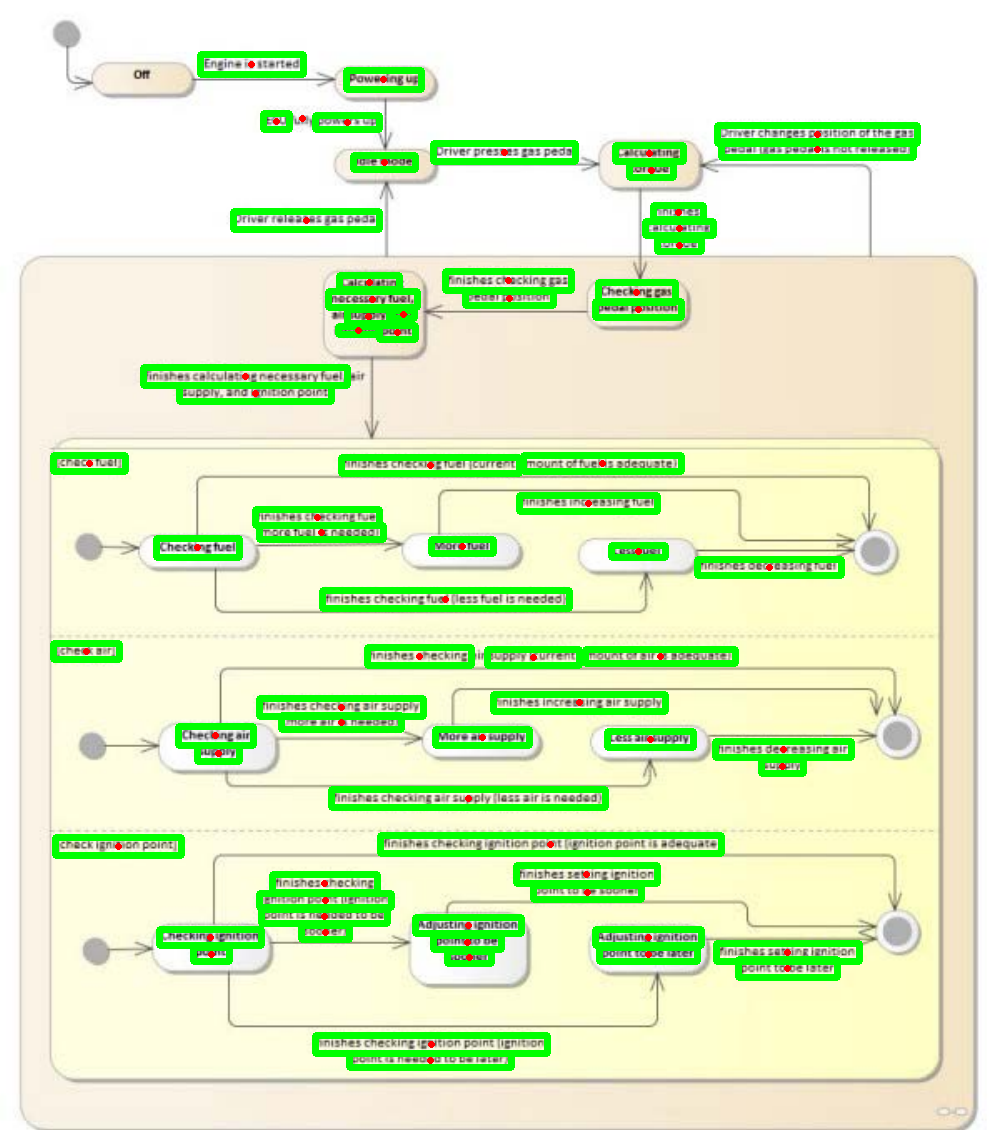 Off
Engine is started
Powering up
ECU fully powers up
Idle mode
Driver presses gas peda
Calculating
torque
Driver changes position of the gas
pedal (gas pedal is not released)
Driver releases gas peda
finishes
calculating
torque
Calculatin
necessary fuel,
air supply
point
finishes checking gas
pedal position
Checking gas
pedal position
finishes calculating necessary fuel, air
supply, and ignition point
[check fuel]
finishes checking fuel (current mount of fuel is adequate)
finishes increasing fuel
finishes checking fue
more fuel is needed)
Checking fuel
More fuel
Less fuel
finishes decreasing fuel
finishes checking fuel (less fuel is needed)
[check air]
finishes checking air supply (current mount of air is adequate)
finishes checking air supply
more air is needed)
finishes increasing air supply
Checking air
supply
More air supply
Less air supply
finishes decreasing air
supply
finishes checking air supply (less air is needed)
check ignition point]
finishes checking ignition point (ignition point is adequate
finishes checking
ignition point (ignition
point is needed to be
sooner)
finishes setting ignition
point to be sooner
Checking ignition
point
Adjusting ignition
point to be
sooner
Adjusting ignition
point to be later
finishes setting ignition
point to be later
finishes checking ignition point (ignition
point is needed to be later)